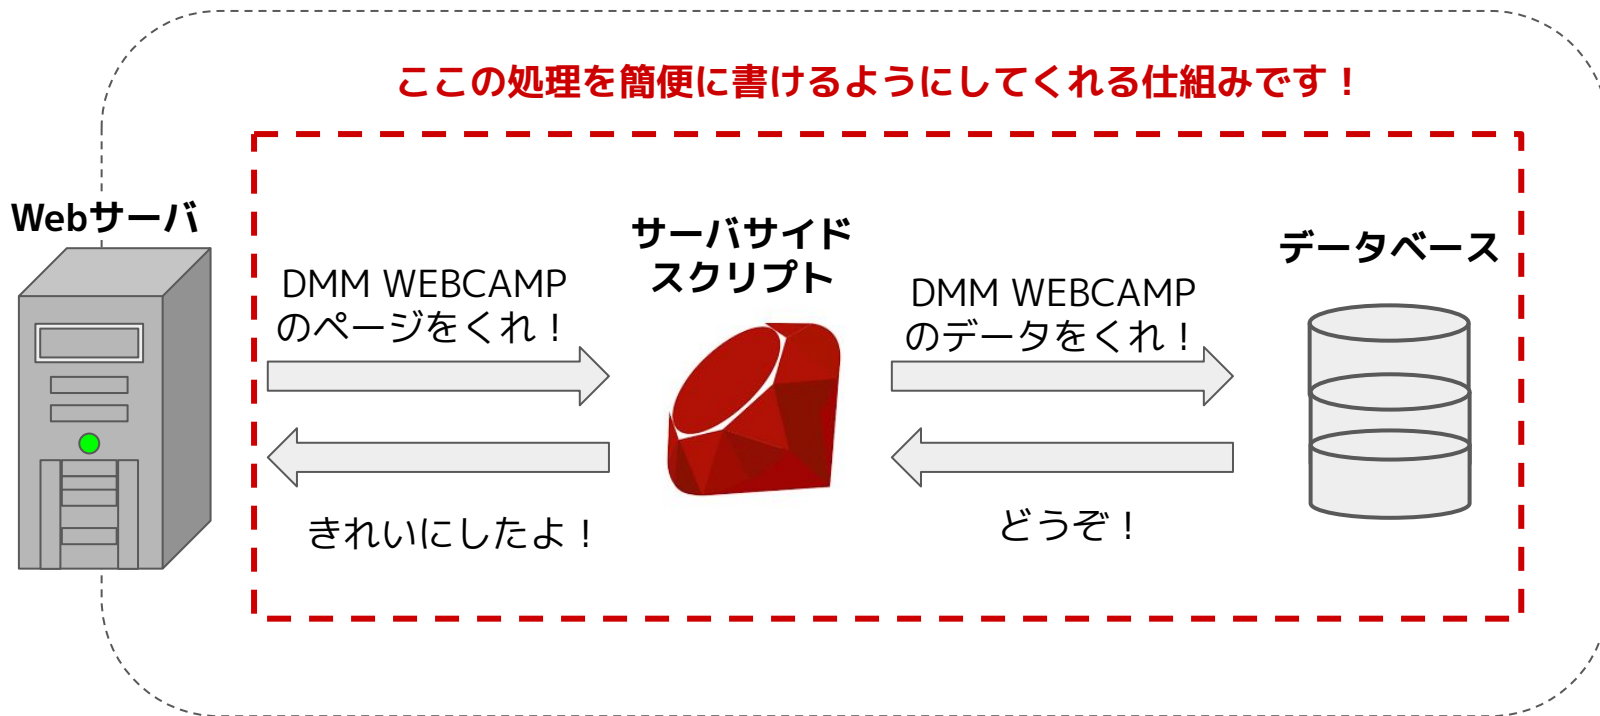 ここの処理を簡便に書けるようにしてくれる仕組みです！
Webサーバ
サーバサイド
スクリプト
データベース
DMM WEBCAMP
のページをくれ！
DMM WEBCAMP
のデータをくれ！
きれいにしたよ！
どうぞ！